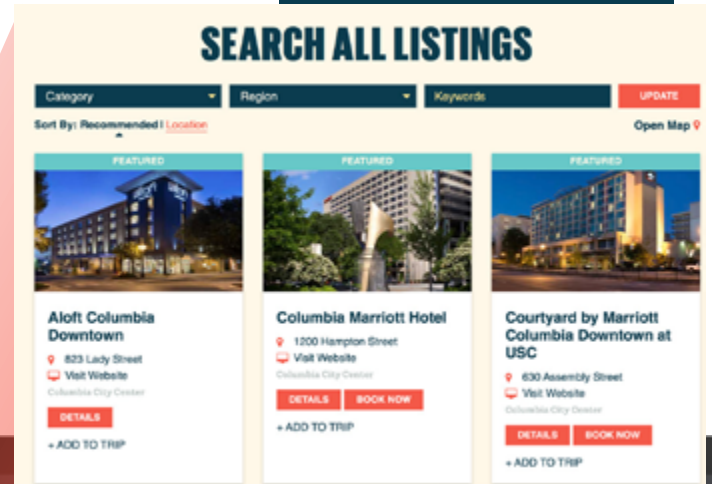 SEARCH ALL LISTINGS
Category
Region
Keywords
UPDATE
Sort By: Recommended | Location
Open Map
FEATURED
FEATURED
FEATURED
Aloft Columbia
Downtown
823 Lady Street
Visit Website
Columbia City Center
DETAILS
+ ADD TO TRIP
Columbia Marriott Hotel
1200 Hampton Street
Visit Website
Columbia City Center
DETAILS
BOOK NOW
+ ADD TO TRIP
Courtyard by Marriott
Columbia Downtown at
USC
630 Assembly Street
Visit Website
Columbia City Center
DETAILS
BOOK NOW
+ ADD TO TRIP